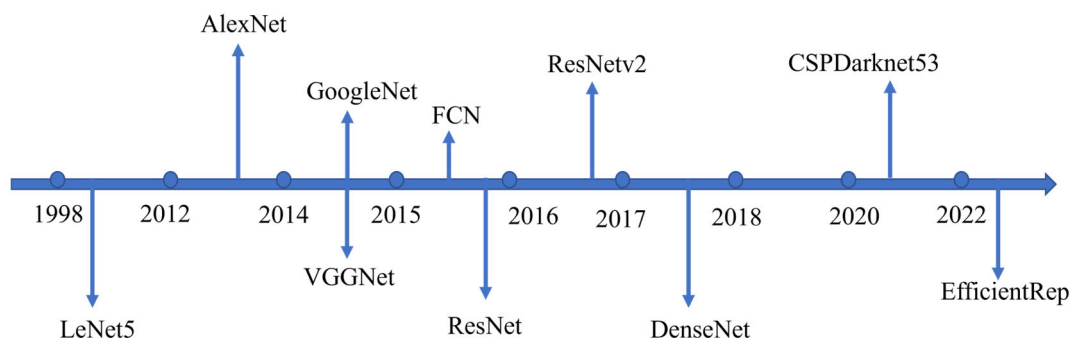 AlexNet
GoogleNet
FCN
ResNetv2
CSPDarknet53
1998
2012
2014
2015
2016
2017
2018
2020
2022
LeNet5
VGGNet
ResNet
DenseNet
EfficientRep